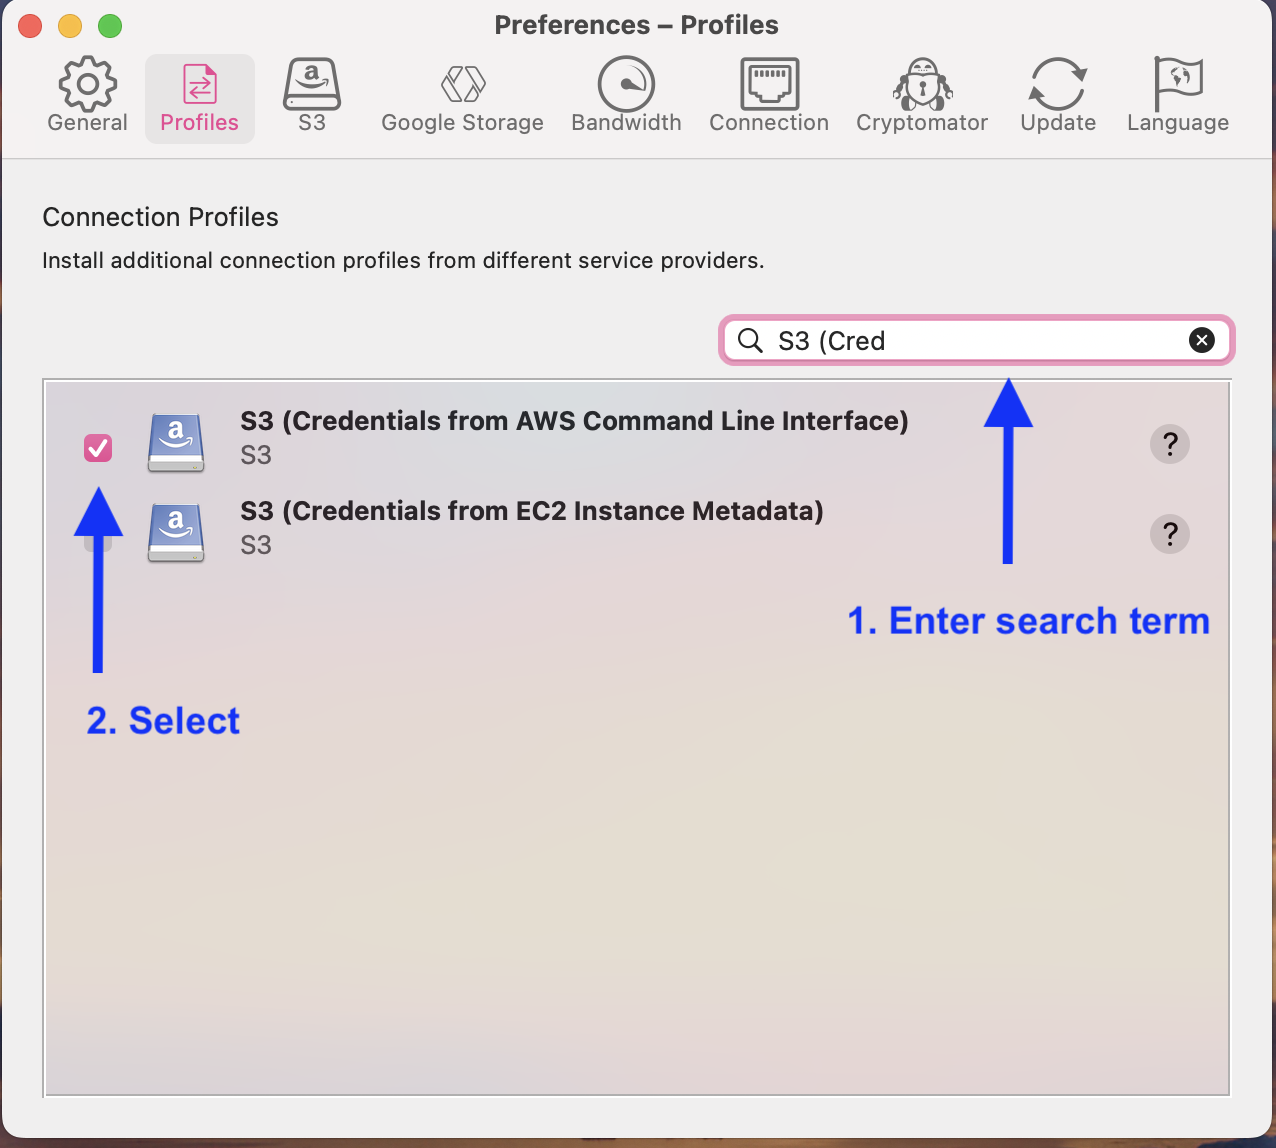 Preferences – Profiles
General
Profiles
S3
Google Storage
Bandwidth
Connection
Cryptomator
Update
Language
Connection Profiles
Install additional connection profiles from different service providers.
S3 (Cred
S3 (Credentials from AWS Command Line Interface)
S3
?
S3 (Credentials from EC2 Instance Metadata)
S3
?
1. Enter search term
2. Select